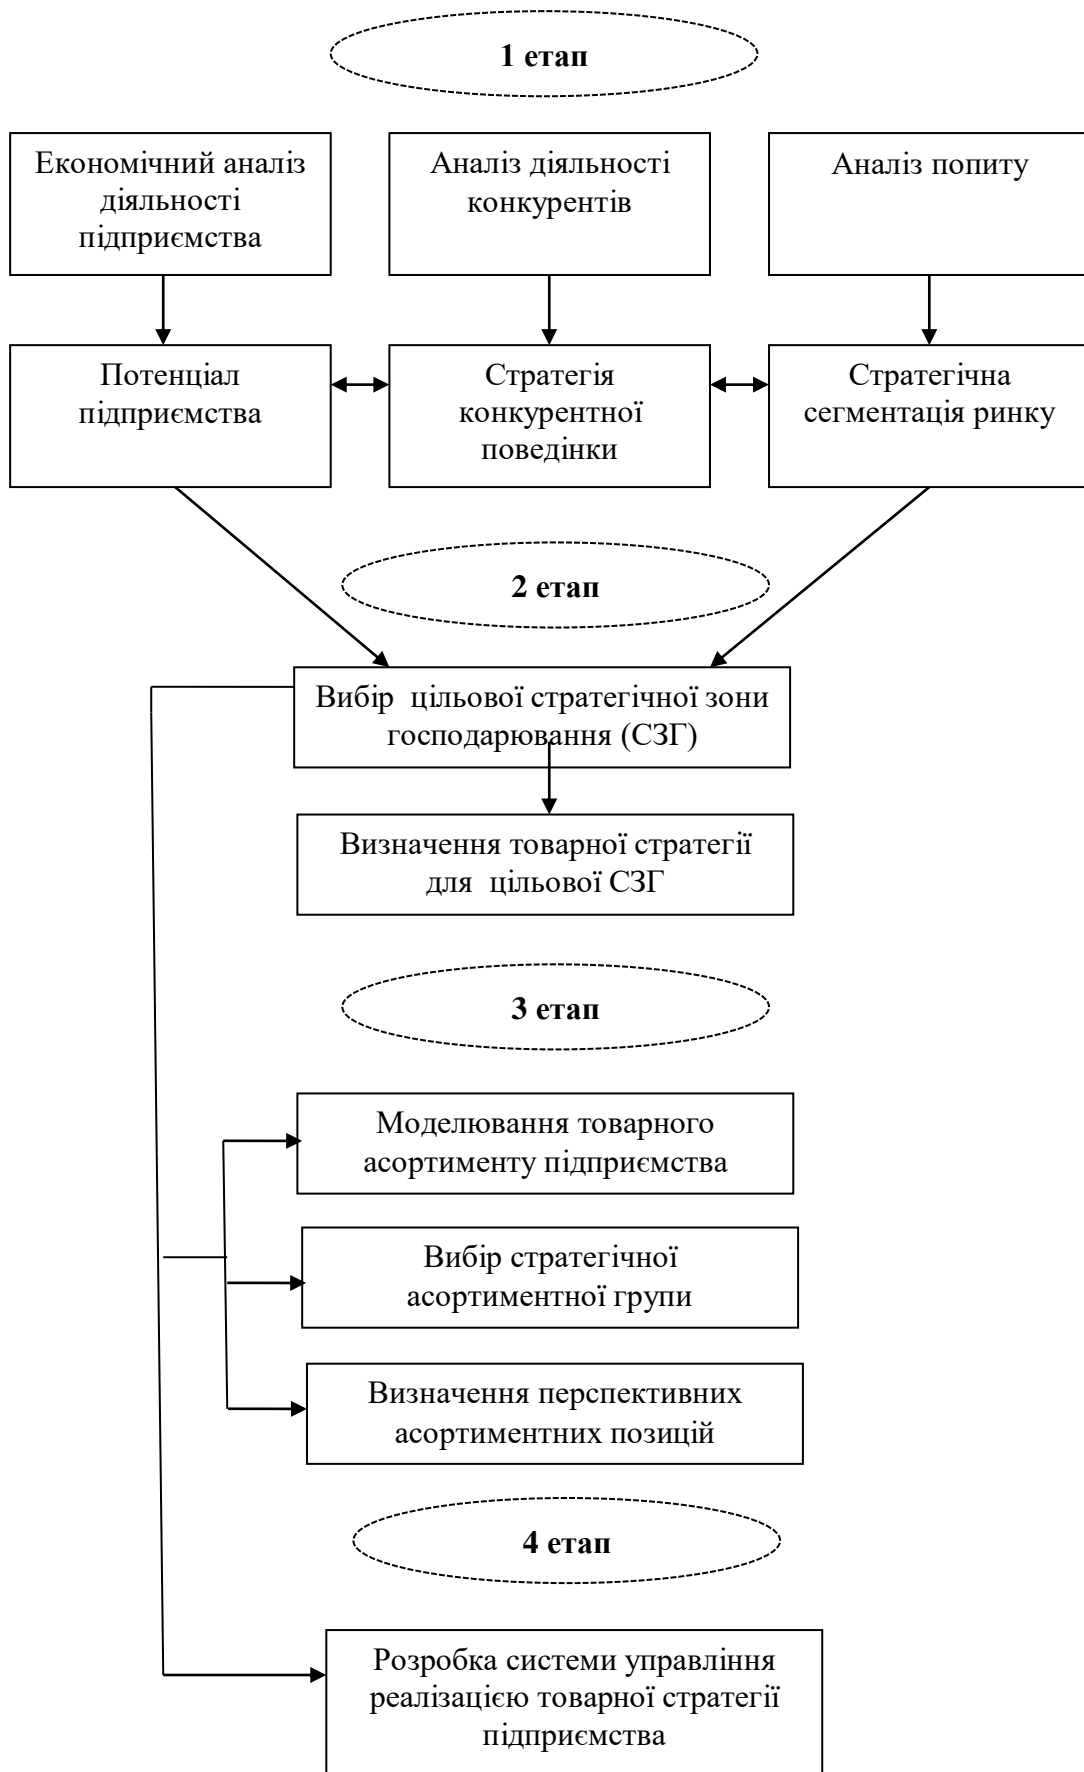 1 етап
Економічний аналіз
діяльності
підприємства
Аналіз діяльності
конкурентів
Аналіз попиту
Потенціал
підприємства
Стратегія
конкурентної
поведінки
Стратегічна
сегментація ринку
2 етап
Вибір цільової стратегічної зони
господарювання (СЗГ)
Визначення товарної стратегії
для цільової СЗГ
3 етап
Моделювання товарного
асортименту підприємства
Вибір стратегічної
асортиментної групи
Визначення перспективних
асортиментних позицій
4 етап
Розробка системи управління
реалізацією товарної стратегії
підприємства